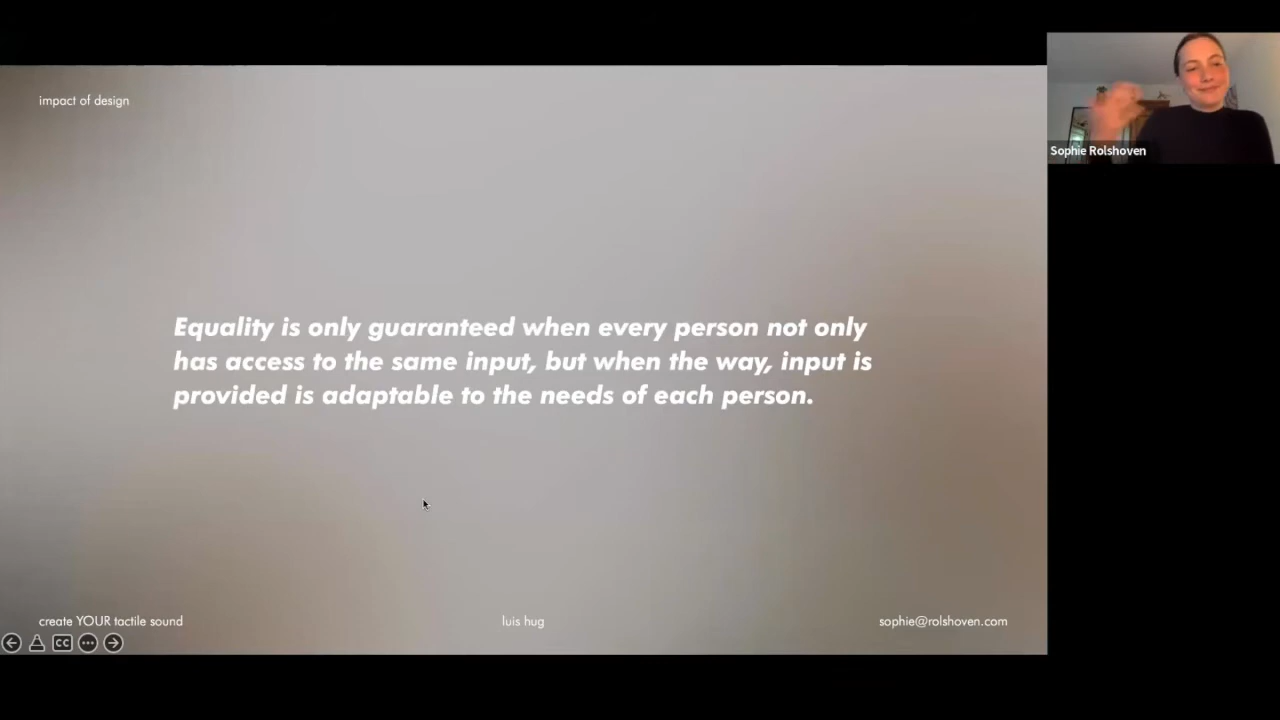 impact of design
Sophie Rolshoven
Equality is only guaranteed when every person not only
has access to the same input, but when the way, input is
provided is adaptable to the needs of each person.
create YOUR tactile sound
luis hug
sophie@rolshoven.com
CC